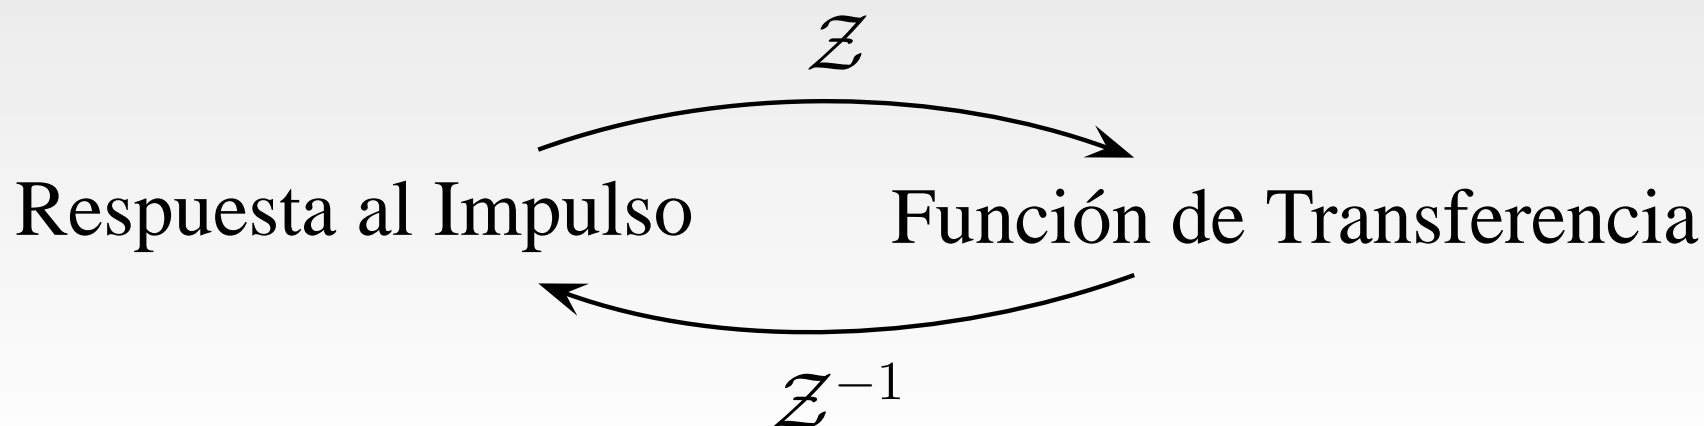 𝒵
Respuesta al Impulso Función de Transferencia
𝒵⁻¹